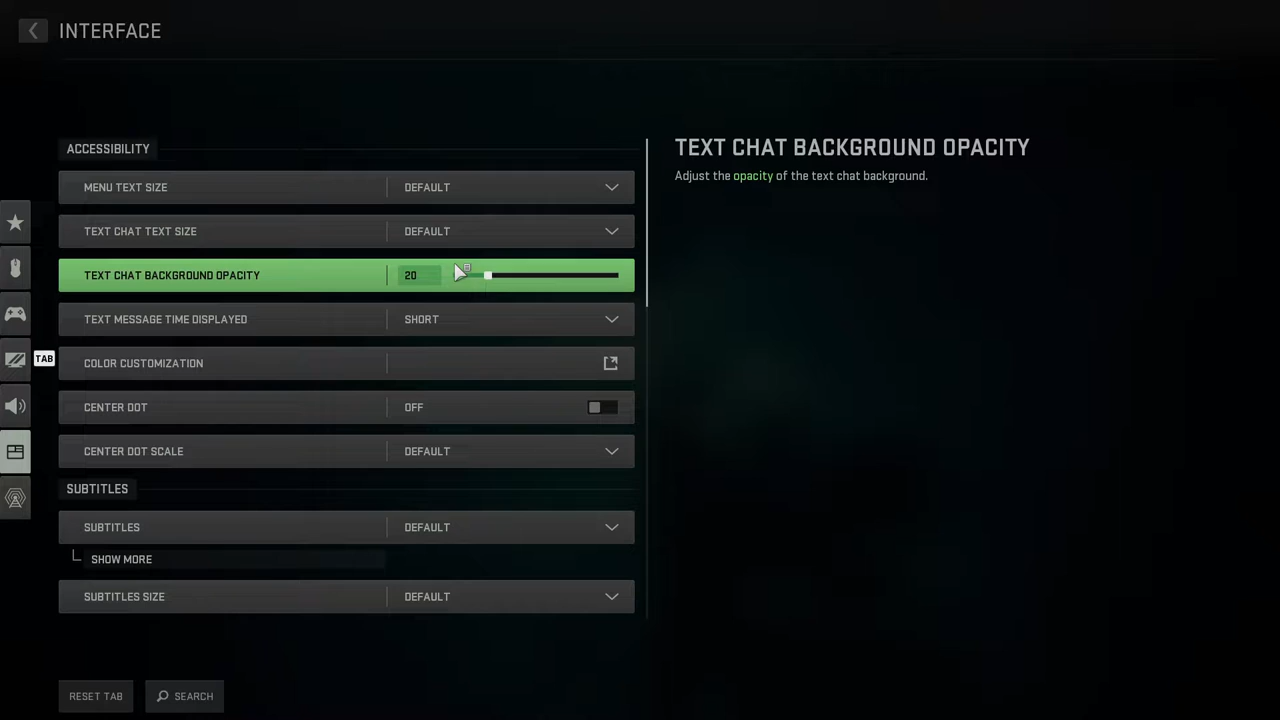 INTERFACE
ACCESSIBILITY
MENU TEXT SIZE DEFAULT
TEXT CHAT TEXT SIZE DEFAULT
TEXT CHAT BACKGROUND OPACITY 20
TEXT MESSAGE TIME DISPLAYED SHORT
TAB
COLOR CUSTOMIZATION
CENTER DOT OFF
CENTER DOT SCALE DEFAULT
SUBTITLES
SUBTITLES DEFAULT
SHOW MORE
SUBTITLES SIZE DEFAULT
TEXT CHAT BACKGROUND OPACITY
Adjust the opacity of the text chat background.
RESET TAB SEARCH